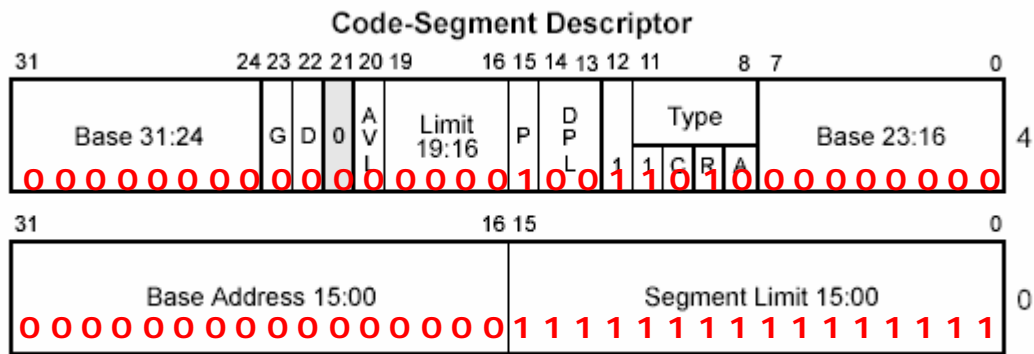 Code-Segment Descriptor
31 24 23 22 21 20 19 16 15 14 13 12 11 8 7 0
Base 31:24 G D 0 AVL Limit 19:16 P DPL 1 Type 1 C R A Base 23:16 4
0 0 0 0 0 0 0 0 0 0 0 0 0 0 0 0 1 0 0 1 1 0 1 0 0 0 0 0 0 0 0 0
31 16 15 0
Base Address 15:00 Segment Limit 15:00 0
0 0 0 0 0 0 0 0 0 0 0 0 0 0 0 0 1 1 1 1 1 1 1 1 1 1 1 1 1 1 1 1